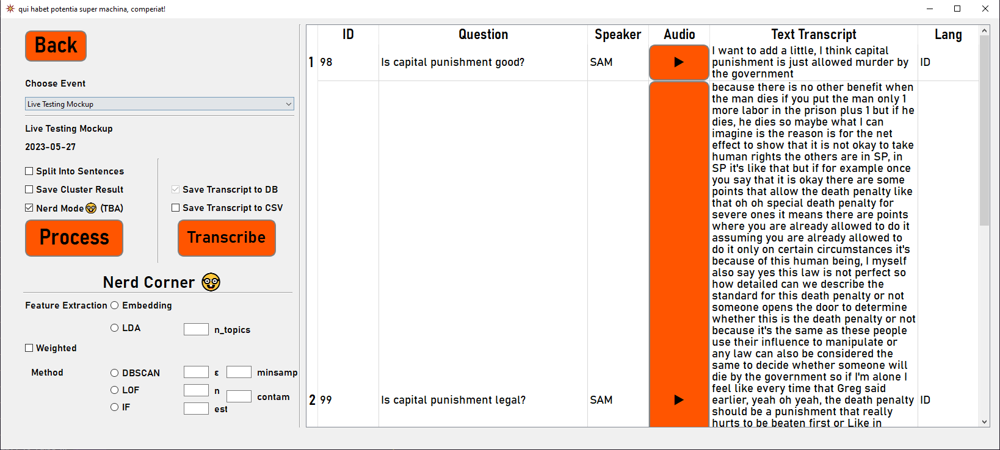 qui habet potentia super machina, comperiat!
Back
Choose Event
Live Testing Mockup
Live Testing Mockup
2023-05-27
Split Into Sentences
Save Cluster Result
Nerd Mode🤓 (TBA)
Save Transcript to DB
Save Transcript to CSV
Process
Transcribe
Nerd Corner 🤓
Feature Extraction
Embedding
LDA
n_topics
Weighted
Method
DBSCAN
ε
minsamp
LOF
n
contam
IF
est
ID Question Speaker Audio Text Transcript Lang
1 98 Is capital punishment good? SAM
I want to add a little, I think capital
punishment is just allowed murder by
the government
ID
2 99 Is capital punishment legal? SAM
because there is no other benefit when
the man dies if you put the man only 1
more labor in the prison plus 1 but if he
dies, he dies so maybe what I can
imagine is the reason is for the net
effect to show that it is not okay to take
human rights the others are in SP, in
SP it's like that but if for example once
you say that it is okay there are some
points that allow the death penalty like
that oh oh special death penalty for
severe ones it means there are points
where you are already allowed to do it
assuming you are already allowed to
do it only on certain circumstances it's
because of this human being, I myself
also say yes this law is not perfect so
how detailed can we describe the
standard for this death penalty or not
someone opens the door to determine
whether this is the death penalty or not
because it's the same as these people
use their influence to manipulate or
any law can also be considered the
same to decide whether someone will
die by the government so if I'm alone I
feel like every time that Greg said
earlier, yeah oh yeah, the death penalty
should be a punishment that really
hurts to be beaten first or Like in
ID